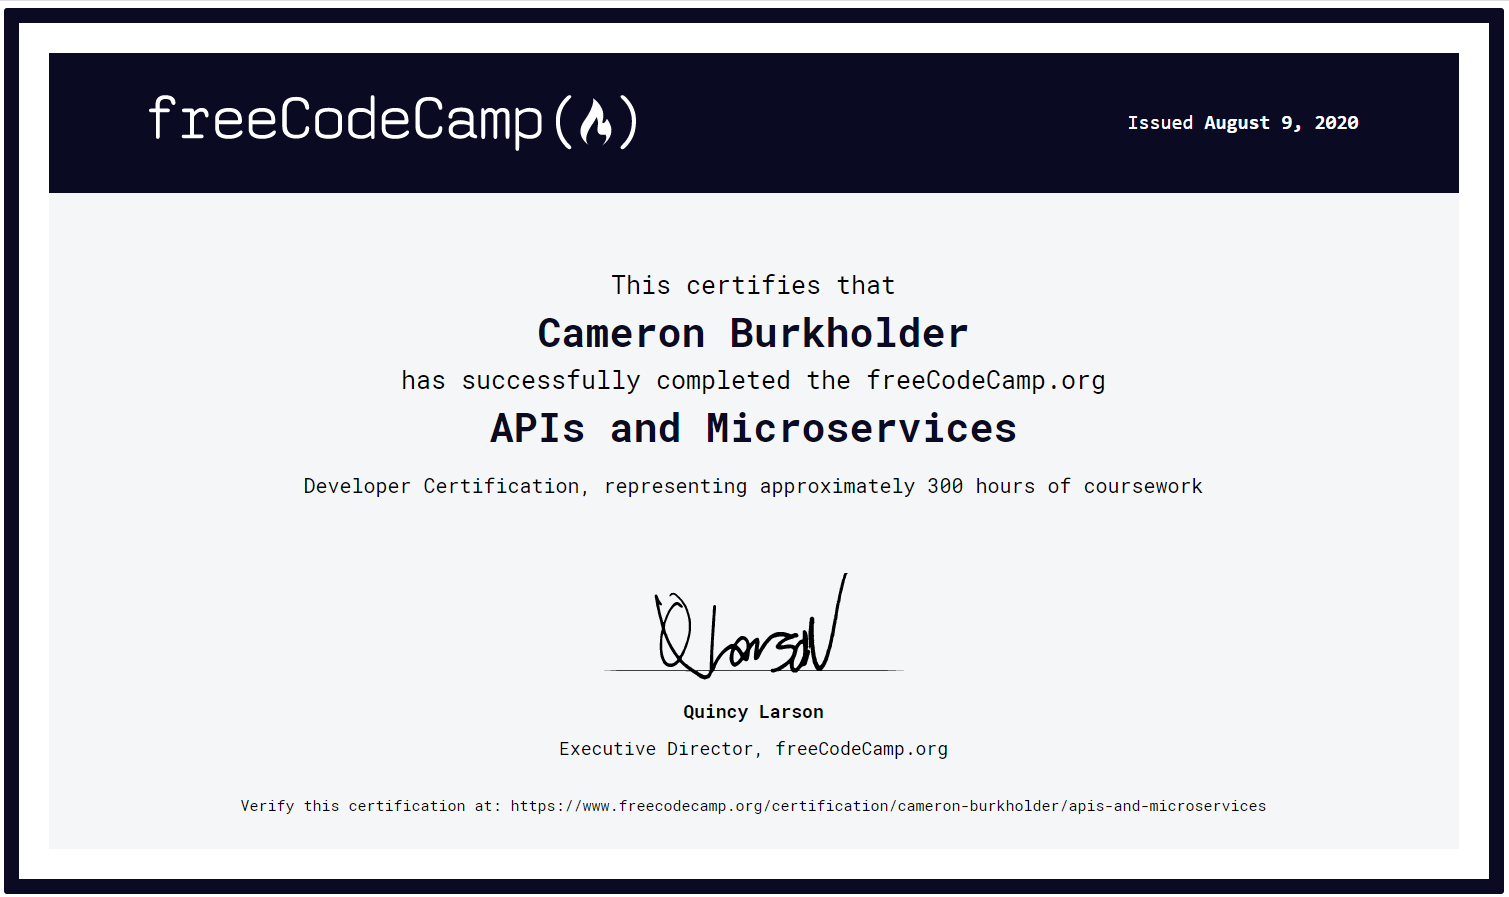 freeCodeCamp
Issued August 9, 2020
This certifies that
Cameron Burkholder
has successfully completed the freeCodeCamp.org
APIs and Microservices
Developer Certification, representing approximately 300 hours of coursework
Q Larson
Quincy Larson
Executive Director, freeCodeCamp.org
Verify this certification at: https://www.freecodecamp.org/certification/cameron-burkholder/apis-and-microservices